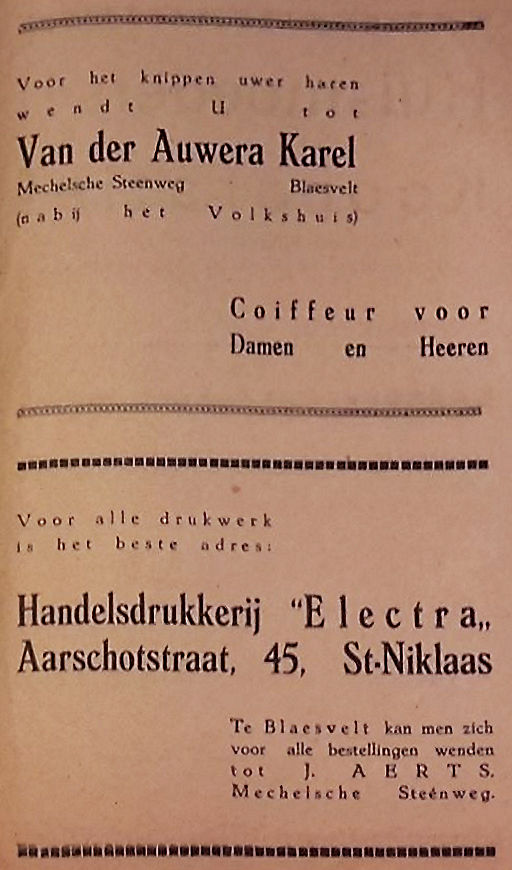 Voor het knippen uwer haren
wendt U tot
Van der Auwera Karel
Mechelsche Steenweg Blaesvelt
(nabij het Volkshuis)
Coiffeur voor
Damen en Heeren
Voor alle drukwerk
is het beste adres:
Handelsdrukkerij “Electra„
Aarschotstraat, 45, St-Niklaas
Te Blaesvelt kan men zich
voor alle bestellingen wenden
tot J. AERTS.
Mechelsche Steénweg.